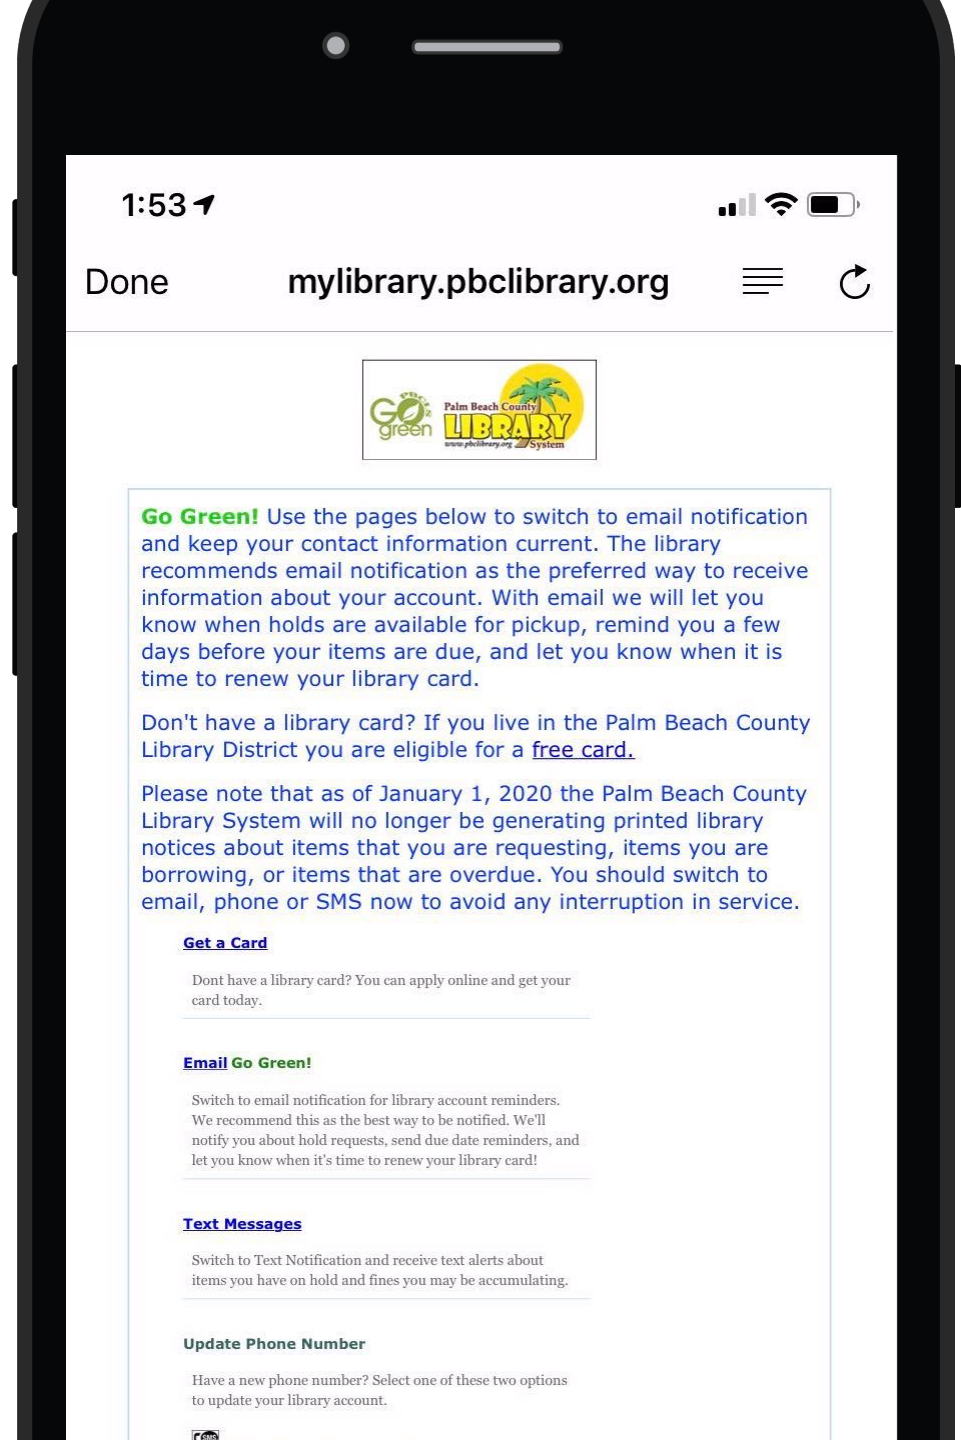 1:53
Done
mylibrary.pbclibrary.org
PBCLS
GO
green
Palm Beach County
LIBRARY
www.pbclibrary.org System
Go Green! Use the pages below to switch to email notification
and keep your contact information current. The library
recommends email notification as the preferred way to receive
information about your account. With email we will let you
know when holds are available for pickup, remind you a few
days before your items are due, and let you know when it is
time to renew your library card.
Don't have a library card? If you live in the Palm Beach County
Library District you are eligible for a free card.
Please note that as of January 1, 2020 the Palm Beach County
Library System will no longer be generating printed library
notices about items that you are requesting, items you are
borrowing, or items that are overdue. You should switch to
email, phone or SMS now to avoid any interruption in service.
Get a Card
Dont have a library card? You can apply online and get your
card today.
Email Go Green!
Switch to email notification for library account reminders.
We recommend this as the best way to be notified. We'll
notify you about hold requests, send due date reminders, and
let you know when it's time to renew your library card!
Text Messages
Switch to Text Notification and receive text alerts about
items you have on hold and fines you may be accumulating.
Update Phone Number
Have a new phone number? Select one of these two options
to update your library account.
SMS